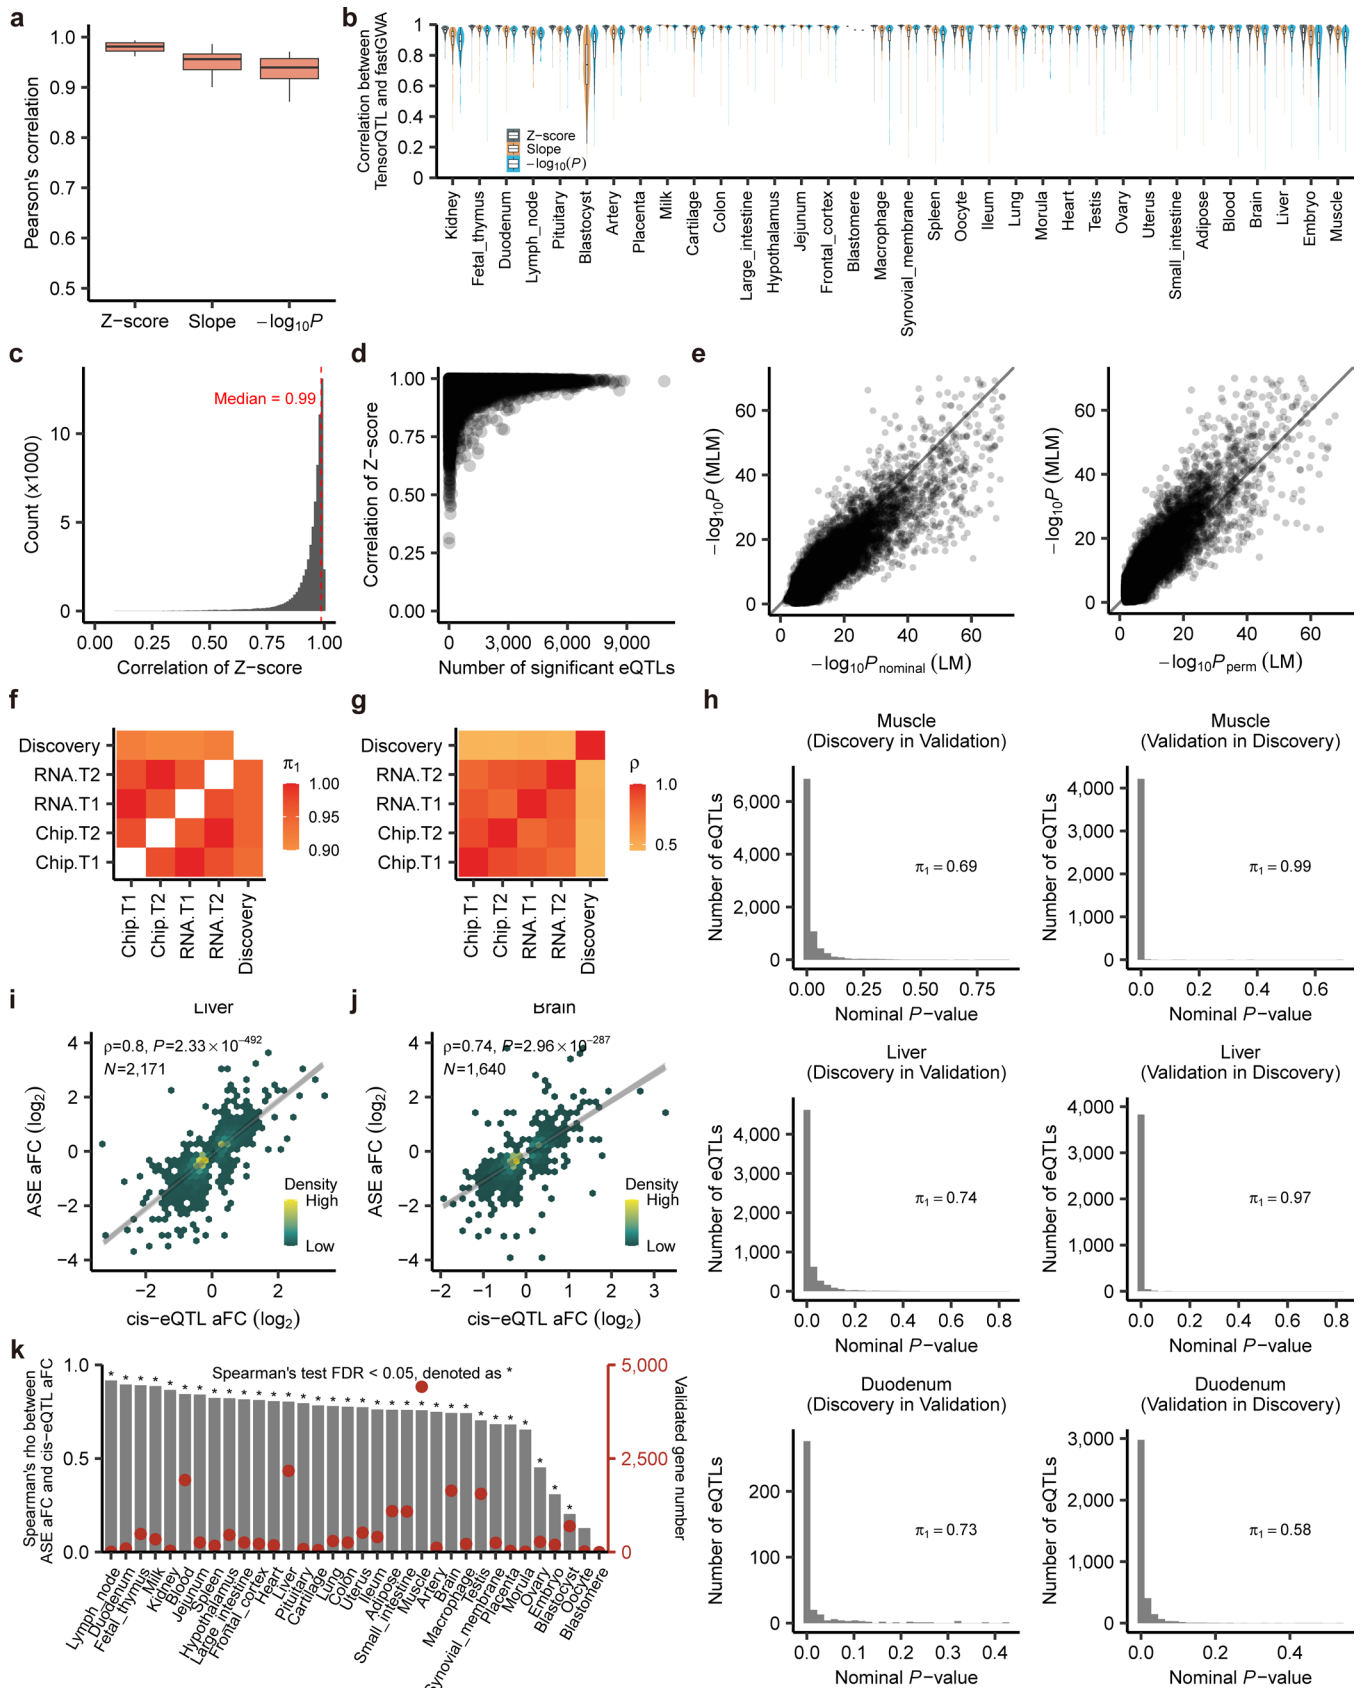 a
Pearson's correlation
1.0
0.9
0.8
0.7
0.6
0.5
Z−score
Slope
−log10P
b
Correlation between
TensorQTL and fastGWA
1
0.8
0.6
0.4
0.2
0
Z−score
Slope
−log10(P)
Kidney
Fetal_thymus
Duodenum
Lymph_node
Pituitary
Blastocyst
Artery
Placenta
Milk
Cartilage
Colon
Large_intestine
Hypothalamus
Jejunum
Frontal_cortex
Blastomere
Macrophage
Synovial_membrane
Spleen
Oocyte
Ileum
Lung
Morula
Heart
Testis
Ovary
Uterus
Small_intestine
Adipose
Blood
Brain
Liver
Embryo
Muscle
c
Count (x1000)
10
5
0
Median = 0.99
0.00
0.25
0.50
0.75
1.00
Correlation of Z−score
d
Correlation of Z−score
1.00
0.75
0.50
0.25
0.00
0
3,000
6,000
9,000
Number of significant eQTLs
e
−log10P (MLM)
60
40
20
0
0
20
40
60
−log10Pnominal (LM)
−log10P (MLM)
60
40
20
0
0
20
40
60
−log10Pperm (LM)
f
Discovery
RNA.T2
RNA.T1
Chip.T2
Chip.T1
Chip.T1
Chip.T2
RNA.T1
RNA.T2
Discovery
π1
1.00
0.95
0.90
g
Discovery
RNA.T2
RNA.T1
Chip.T2
Chip.T1
Chip.T1
Chip.T2
RNA.T1
RNA.T2
Discovery
ρ
1.0
0.5
h
Muscle
(Discovery in Validation)
Number of eQTLs
6,000
4,000
2,000
0
π1 = 0.69
0.00
0.25
0.50
0.75
Nominal P−value
Muscle
(Validation in Discovery)
Number of eQTLs
4,000
3,000
2,000
1,000
0
π1 = 0.99
0.0
0.2
0.4
0.6
Nominal P−value
Liver
(Discovery in Validation)
Number of eQTLs
4,000
3,000
2,000
1,000
0
π1 = 0.74
0.0
0.2
0.4
0.6
0.8
Nominal P−value
Liver
(Validation in Discovery)
Number of eQTLs
4,000
3,000
2,000
1,000
0
π1 = 0.97
0.0
0.2
0.4
0.6
0.8
Nominal P−value
Duodenum
(Discovery in Validation)
Number of eQTLs
200
100
0
π1 = 0.73
0.0
0.1
0.2
0.3
0.4
Nominal P−value
Duodenum
(Validation in Discovery)
Number of eQTLs
3,000
2,000
1,000
0
π1 = 0.58
0.0
0.2
0.4
Nominal P−value
i
Liver
ASE aFC (log2)
4
2
0
−2
−4
ρ=0.8, P=2.33×10−492
N=2,171
Density
High
Low
−2
0
2
cis−eQTL aFC (log2)
j
Brain
ASE aFC (log2)
4
2
0
−2
−4
ρ=0.74, P=2.96×10−287
N=1,640
Density
High
Low
−2
−1
0
1
2
3
cis−eQTL aFC (log2)
k
Spearman's rho between
ASE aFC and cis−eQTL aFC
1.0
0.5
0.0
Spearman's test FDR < 0.05, denoted as *
5,000
2,500
0
Validated gene number
Lymph_node
Duodenum
Fetal_thymus
Milk
Kidney
Blood
Jejunum
Spleen
Hypothalamus
Large_intestine
Frontal_cortex
Heart
Liver
Pituitary
Cartilage
Lung
Colon
Uterus
Ileum
Adipose
Small_intestine
Muscle
Artery
Brain
Macrophage
Testis
Synovial_membrane
Placenta
Morula
Ovary
Embryo
Blastocyst
Oocyte
Blastomere